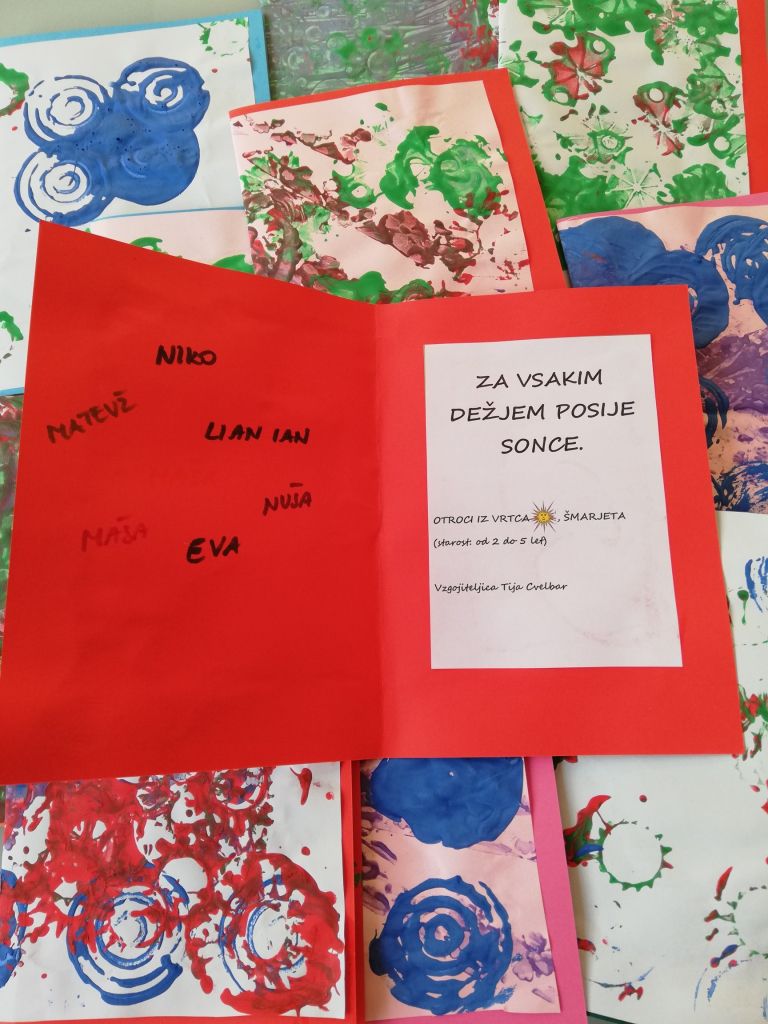 NIKO
MATEVŽ
LIAN IAN
NUŠA
MAŠA
EVA
ZA VSAKIM
DEŽJEM POSIJE
SONCE.
OTROCI IZ VRTCA , ŠMARJETA
(starost: od 2 do 5 let)
Vzgojiteljica Tija Cvelbar